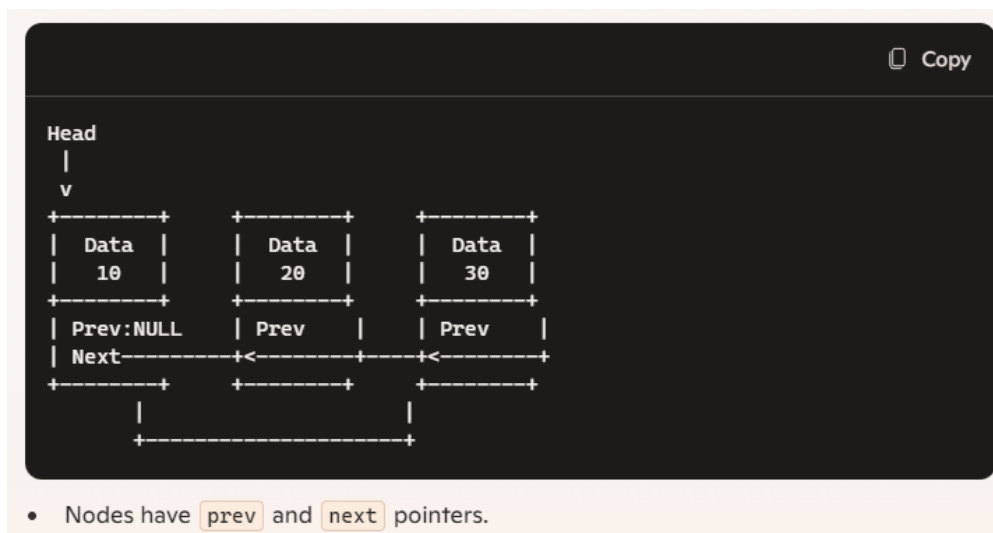 Copy
Head
|
v
+--------+     +--------+     +--------+
|  Data  |     |  Data  |     |  Data  |
|   10   |     |   20   |     |   30   |
+--------+     +--------+     +--------+
| Prev:NULL    | Prev    |    | Prev    |
| Next---------+<--------+----+<--------+
+--------+     +--------+     +--------+
       |                     |
       +---------------------+
• Nodes have prev and next pointers.